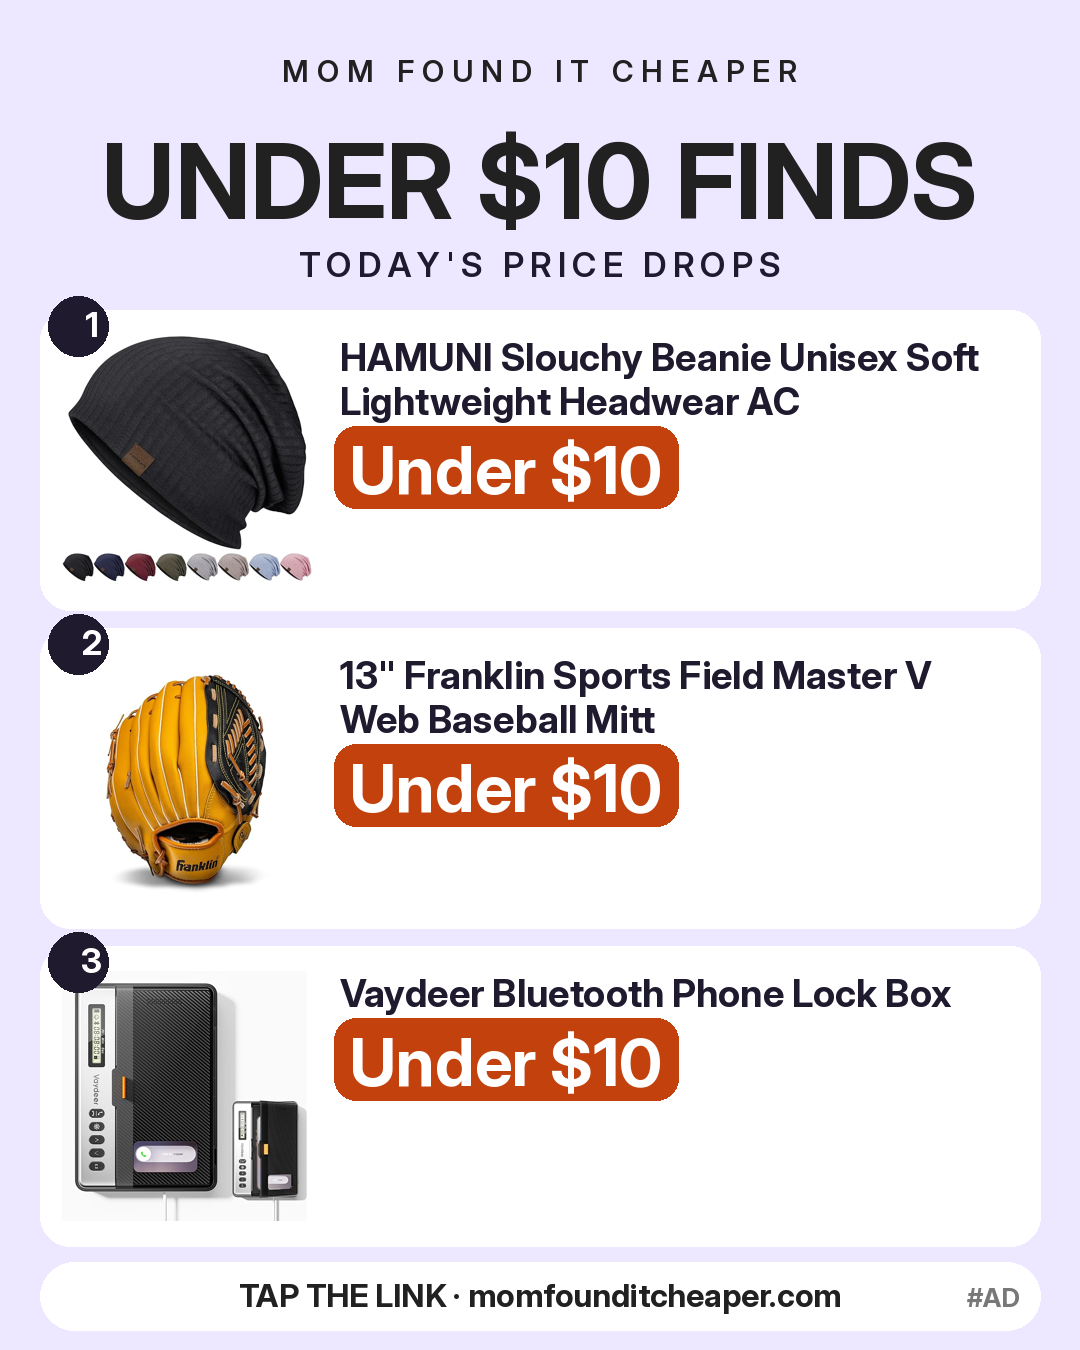 MOM FOUND IT CHEAPER
UNDER $10 FINDS
TODAY'S PRICE DROPS
1
HAMUNI Slouchy Beanie Unisex Soft
Lightweight Headwear AC
Under $10
2
13" Franklin Sports Field Master V
Web Baseball Mitt
Under $10
Franklin
3
Vaydeer Bluetooth Phone Lock Box
Under $10
Vaydeer
TAP THE LINK · momfounditcheaper.com
#AD